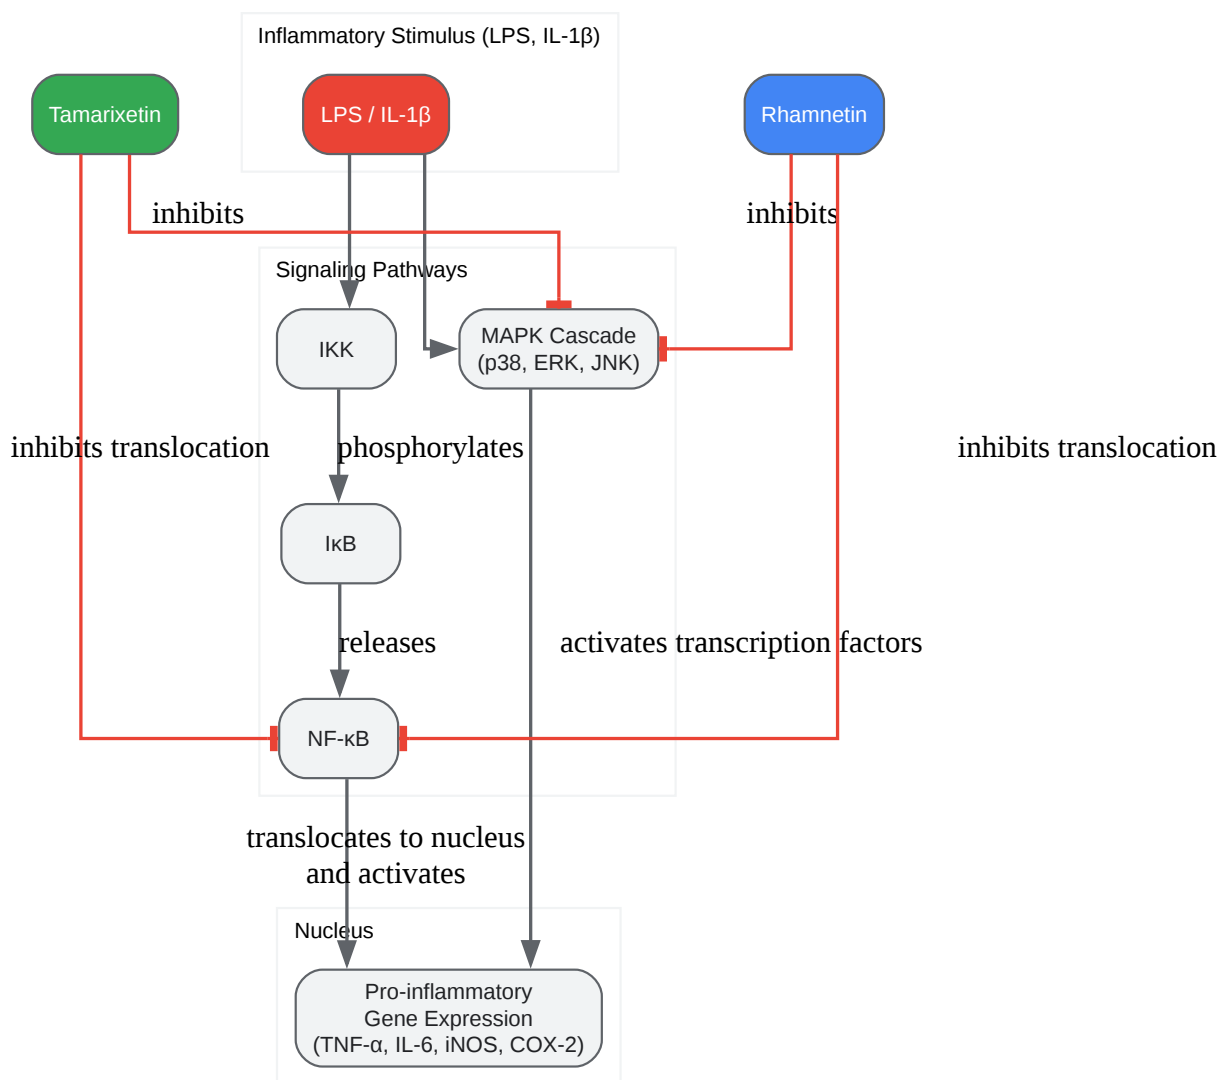 Inflammatory Stimulus (LPS, IL-1β)
Tamarixetin
LPS / IL-1β
Rhamnetin
inhibits
inhibits
Signaling Pathways
IKK
MAPK Cascade
(p38, ERK, JNK)
inhibits translocation
phosphorylates
inhibits translocation
IκB
releases
activates transcription factors
NF-κB
translocates to nucleus
and activates
Nucleus
Pro-inflammatory
Gene Expression
(TNF-α, IL-6, iNOS, COX-2)